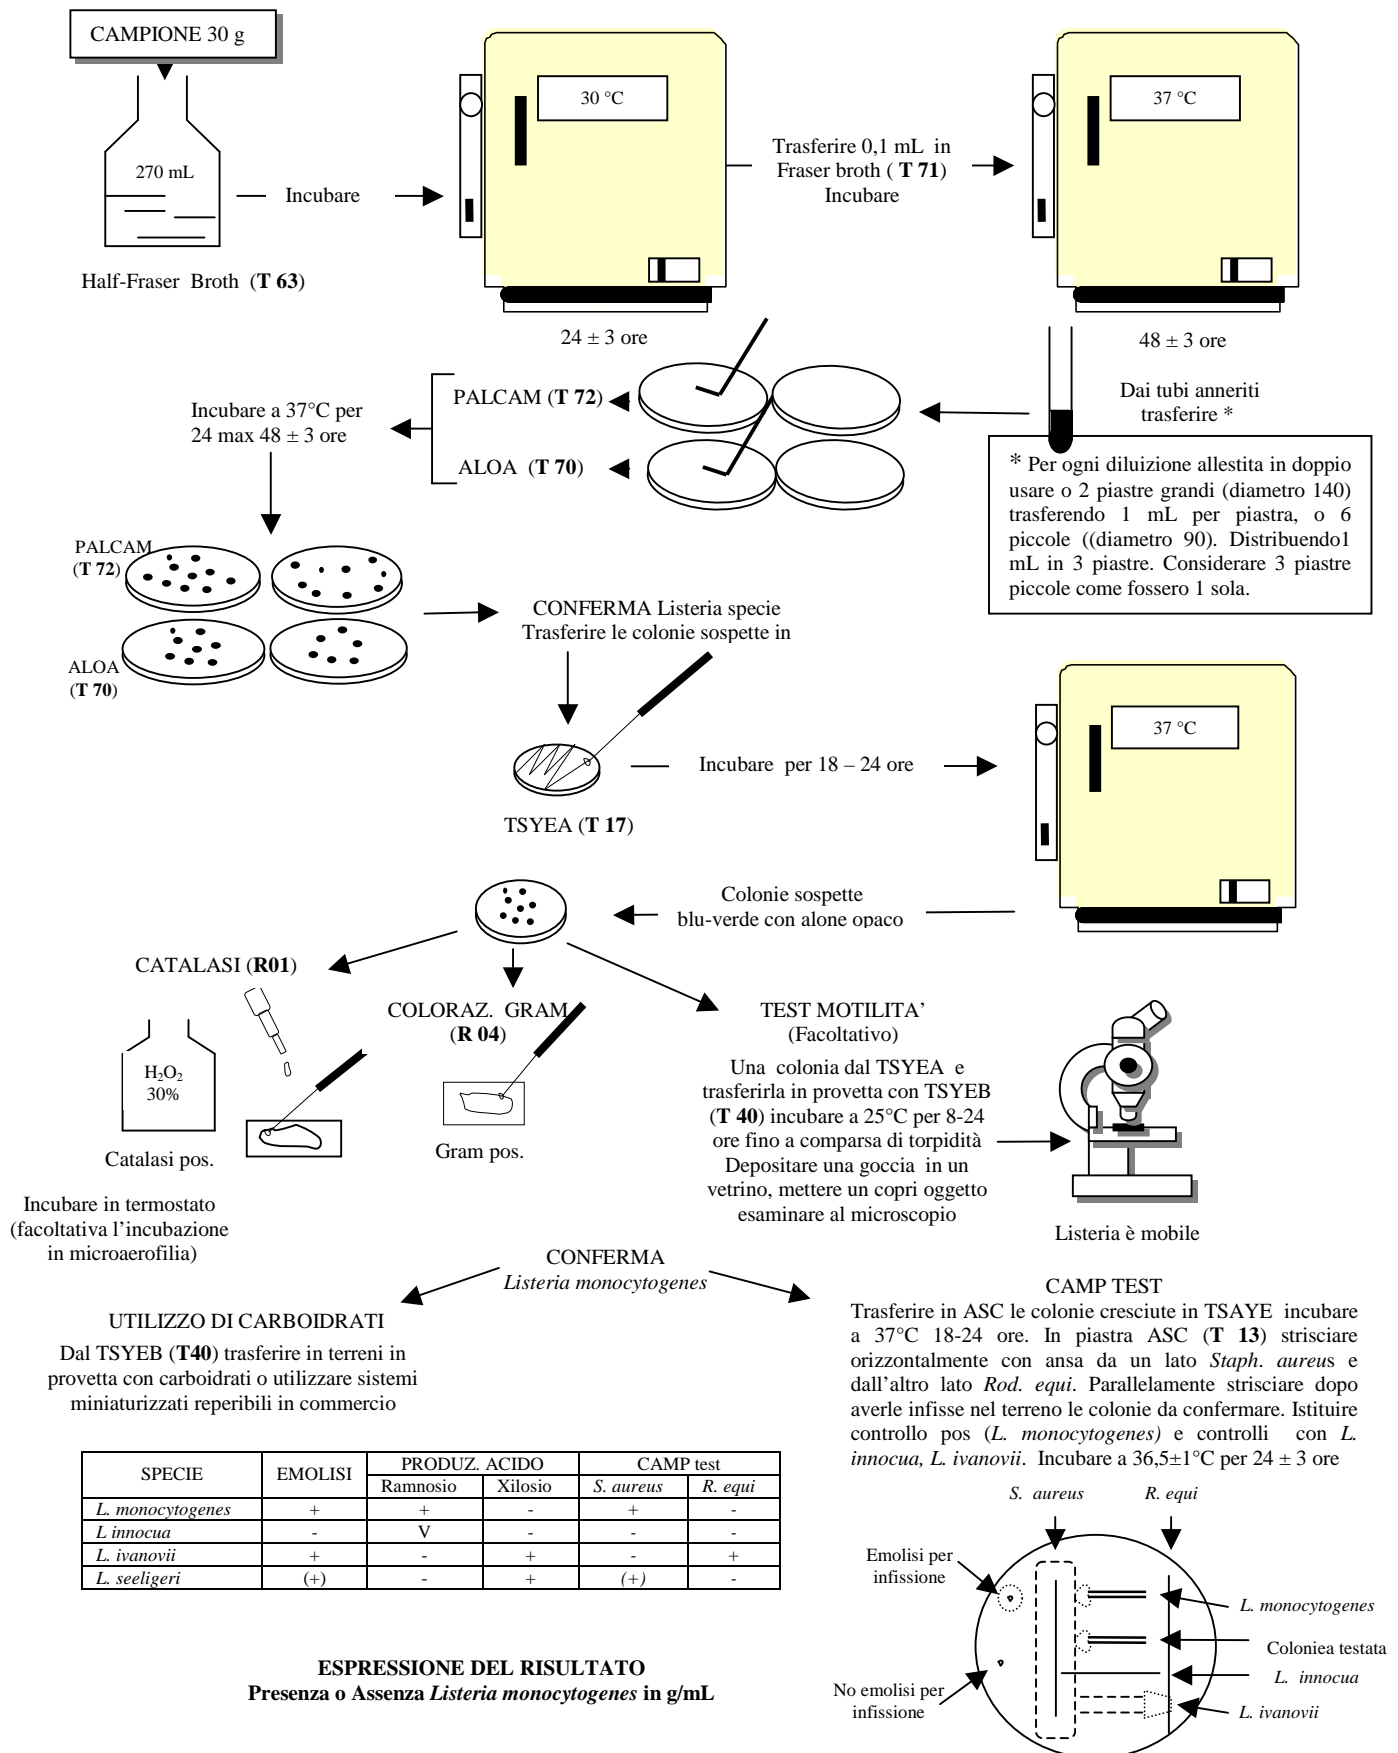 CAMPIONE 30 g
270 mL
Incubare
Half-Fraser Broth (T 63)
30 °C
24 ± 3 ore
Trasferire 0,1 mL in
Fraser broth ( T 71)
Incubare
37 °C
48 ± 3 ore
Dai tubi anneriti
trasferire *
* Per ogni diluizione allestita in doppio
usare o 2 piastre grandi (diametro 140)
trasferendo 1 mL per piastra, o 6
piccole ((diametro 90). Distribuendo1
mL in 3 piastre. Considerare 3 piastre
piccole come fossero 1 sola.
PALCAM (T 72)
ALOA (T 70)
Incubare a 37°C per
24 max 48 ± 3 ore
PALCAM
(T 72)
ALOA
(T 70)
CONFERMA Listeria specie
Trasferire le colonie sospette in
TSYEA (T 17)
Incubare per 18 – 24 ore
37 °C
Colonie sospette
blu-verde con alone opaco
CATALASI (R01)
H2O2
30%
Catalasi pos.
Incubare in termostato
(facoltativa l’incubazione
in microaerofilia)
COLORAZ. GRAM
(R 04)
Gram pos.
TEST MOTILITA’
(Facoltativo)
Una colonia dal TSYEA e
trasferirla in provetta con TSYEB
(T 40) incubare a 25°C per 8-24
ore fino a comparsa di torpidità
Depositare una goccia in un
vetrino, mettere un copri oggetto
esaminare al microscopio
Listeria è mobile
CONFERMA
Listeria monocytogenes
UTILIZZO DI CARBOIDRATI
Dal TSYEB (T40) trasferire in terreni in
provetta con carboidrati o utilizzare sistemi
miniaturizzati reperibili in commercio
CAMP TEST
Trasferire in ASC le colonie cresciute in TSAYE incubare
a 37°C 18-24 ore. In piastra ASC (T 13) strisciare
orizzontalmente con ansa da un lato Staph. aureus e
dall’altro lato Rod. equi. Parallelamente strisciare dopo
averle infisse nel terreno le colonie da confermare. Istituire
controllo pos (L. monocytogenes) e controlli con L.
innocua, L. ivanovii. Incubare a 36,5±1°C per 24 ± 3 ore
SPECIE EMOLISI PRODUZ. ACIDO CAMP test
Ramnosio Xilosio S. aureus R. equi
L. monocytogenes + + - + -
L innocua - V - - -
L. ivanovii + - + - +
L. seeligeri (+) - + (+) -
S. aureus R. equi
Emolisi per
infissione
No emolisi per
infissione
L. monocytogenes
Coloniea testata
L. innocua
L. ivanovii
ESPRESSIONE DEL RISULTATO
Presenza o Assenza Listeria monocytogenes in g/mL